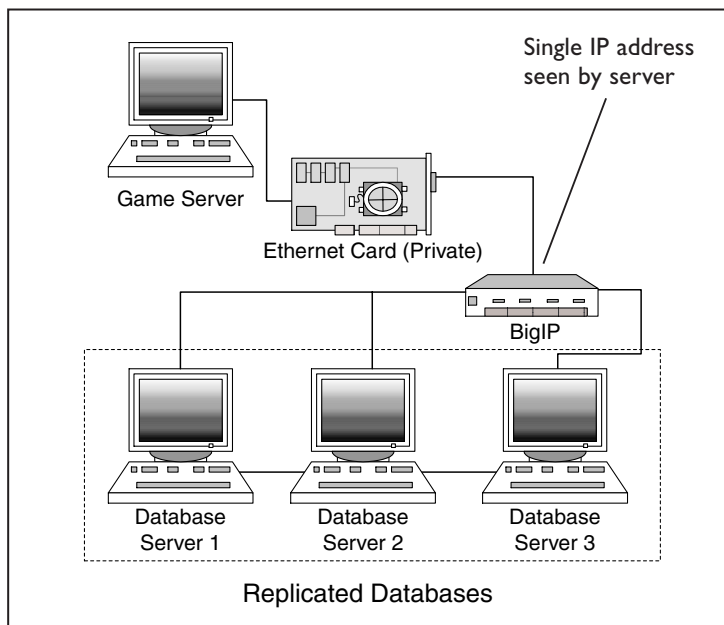 Single IP address
seen by server
Game Server
Ethernet Card (Private)
BigIP
Database
Server 1
Database
Server 2
Database
Server 3
Replicated Databases